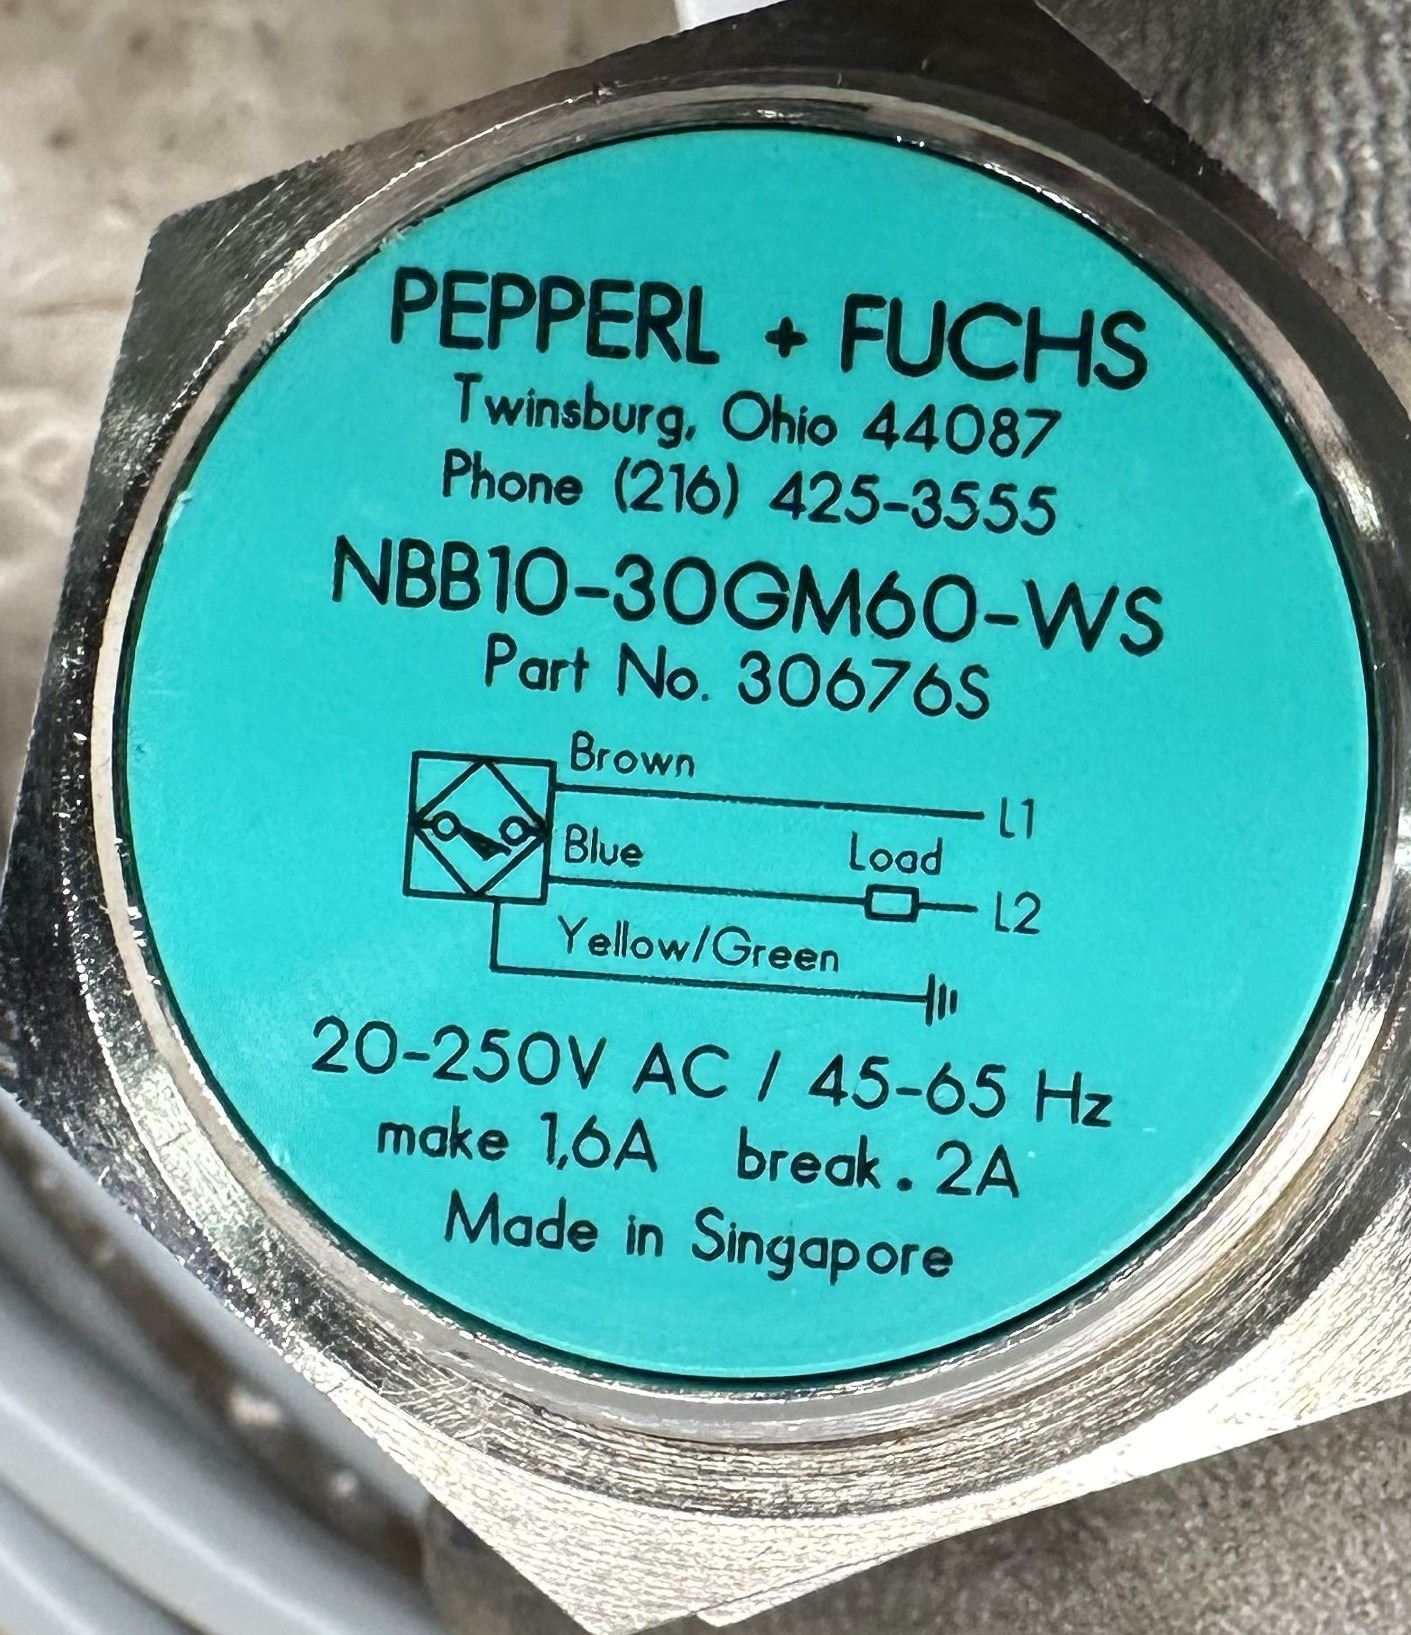 PEPPERL + FUCHS
Twinsburg, Ohio 44087
Phone (216) 425-3555
NBB10-30GM60-WS
Part No. 30676S
Brown
L1
Blue
Load
L2
Yellow/Green
20-250V AC / 45-65 Hz
make 1,6A break . 2A
Made in Singapore